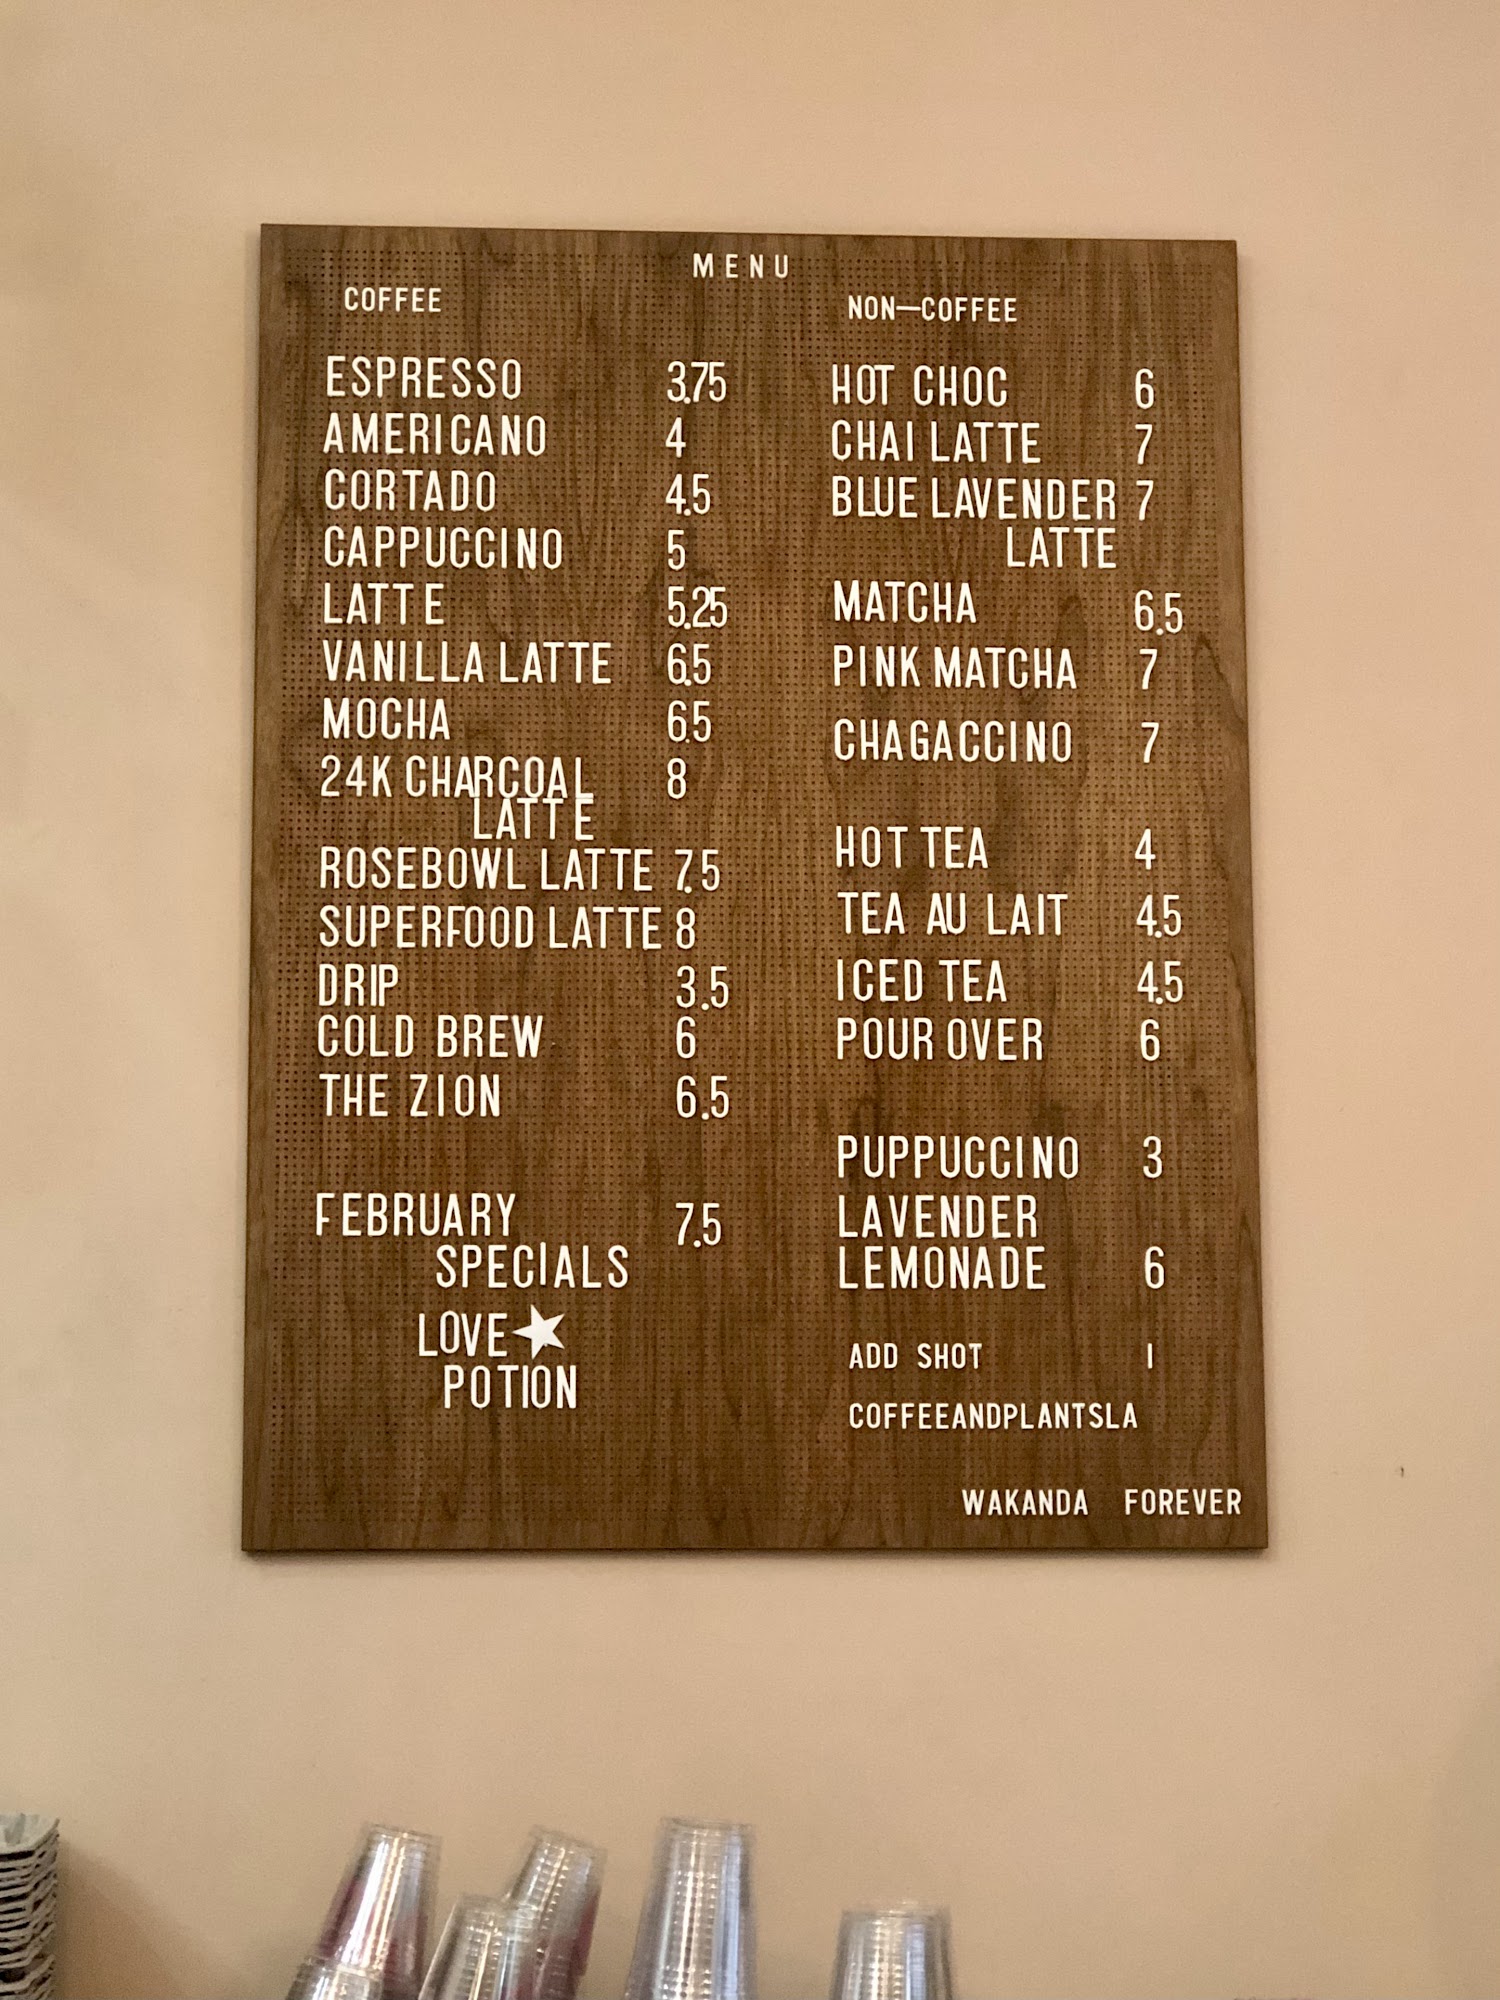 MENU
COFFEE
ESPRESSO 3.75
AMERICANO 4
CORTADO 4.5
CAPPUCCINO 5
LATTE 5.25
VANILLA LATTE 6.5
MOCHA 6.5
24K CHARCOAL 8
LATTE
ROSEBOWL LATTE 7.5
SUPERFOOD LATTE 8
DRIP 3.5
COLD BREW 6
THE ZION 6.5
FEBRUARY 7.5
SPECIALS
LOVE★
POTION
NON—COFFEE
HOT CHOC 6
CHAI LATTE 7
BLUE LAVENDER 7
LATTE
MATCHA 6.5
PINK MATCHA 7
CHAGACCINO 7
HOT TEA 4
TEA AU LAIT 4.5
ICED TEA 4.5
POUR OVER 6
PUPPUCCINO 3
LAVENDER
LEMONADE 6
ADD SHOT 1
COFFEEANDPLANTSLA
WAKANDA FOREVER